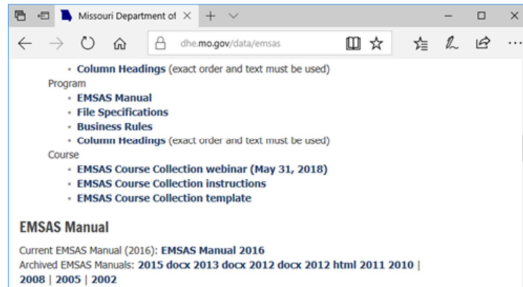 Missouri Department of
dhe.mo.gov/data/emsas
• Column Headings (exact order and text must be used)
Program
• EMSAS Manual
• File Specifications
• Business Rules
• Column Headings (exact order and text must be used)
Course
• EMSAS Course Collection webinar (May 31, 2018)
• EMSAS Course Collection instructions
• EMSAS Course Collection template
EMSAS Manual
Current EMSAS Manual (2016): EMSAS Manual 2016
Archived EMSAS Manuals: 2015 docx 2013 docx 2012 docx 2012 html 2011 2010 |
2008 | 2005 | 2002